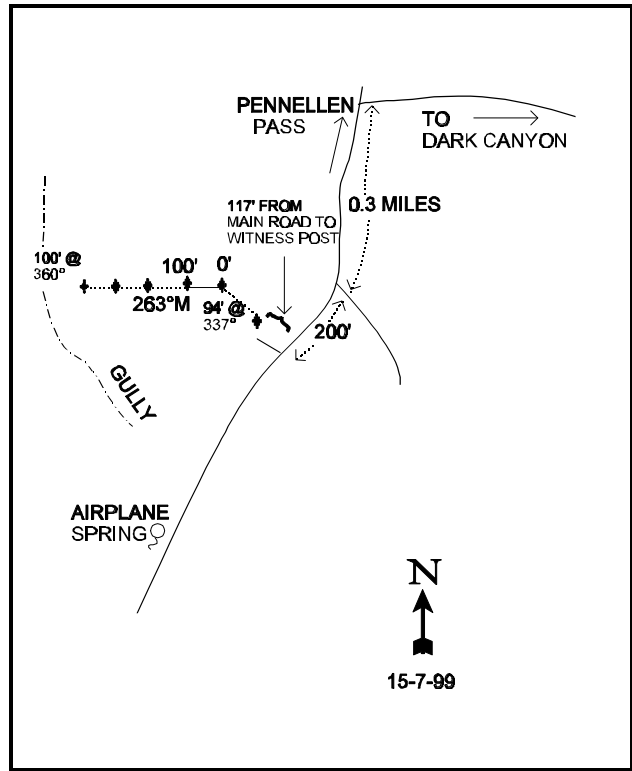 PENNELLEN
PASS
TO
DARK CANYON
117' FROM
MAIN ROAD TO
WITNESS POST
0.3 MILES
100' @
360°
100'
0'
263°M
94' @
337°
200'
GULLY
AIRPLANE
SPRING
N
15-7-99